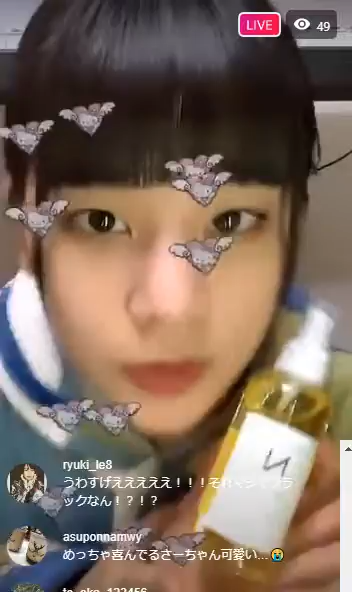 LIVE
49
ryuki_le8
うわすげえええええ！！！それ
ックなん！？！？
asuponnamwy
めっちゃ喜んでるさーちゃん可愛い...😭